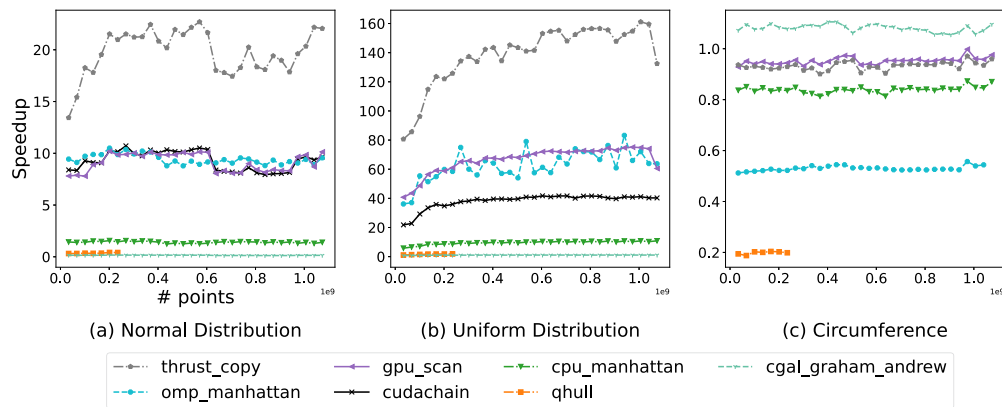 Speedup
20
15
10
5
0
0.0 0.2 0.4 0.6 0.8 1.0
1e9
# points
(a) Normal Distribution
160
140
120
100
80
60
40
20
0
0.0 0.2 0.4 0.6 0.8 1.0
1e9
(b) Uniform Distribution
1.0
0.8
0.6
0.4
0.2
0.0 0.2 0.4 0.6 0.8 1.0
1e9
(c) Circumference
thrust_copy gpu_scan cpu_manhattan cgal_graham_andrew
omp_manhattan cudachain qhull